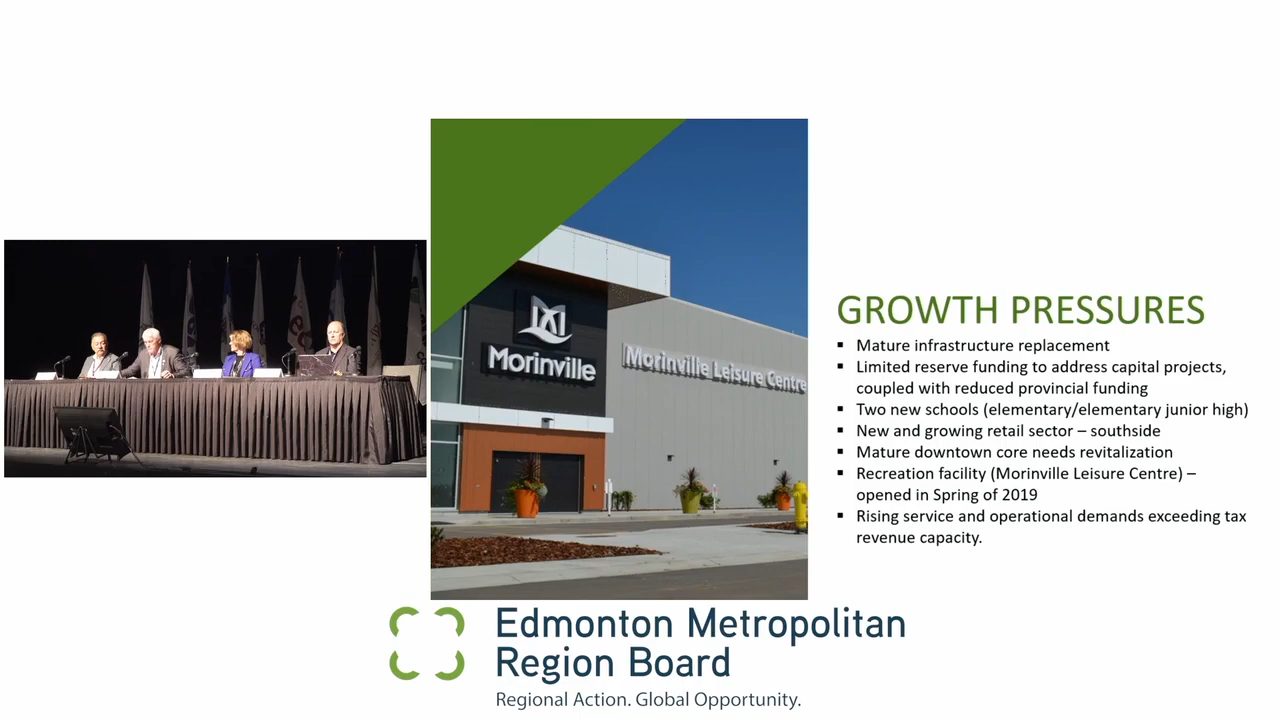 Morinville
Morinville Leisure Centre
GROWTH PRESSURES
▪ Mature infrastructure replacement
▪ Limited reserve funding to address capital projects,
coupled with reduced provincial funding
▪ Two new schools (elementary/elementary junior high)
▪ New and growing retail sector – southside
▪ Mature downtown core needs revitalization
▪ Recreation facility (Morinville Leisure Centre) –
opened in Spring of 2019
▪ Rising service and operational demands exceeding tax
revenue capacity.
Edmonton Metropolitan
Region Board
Regional Action. Global Opportunity.